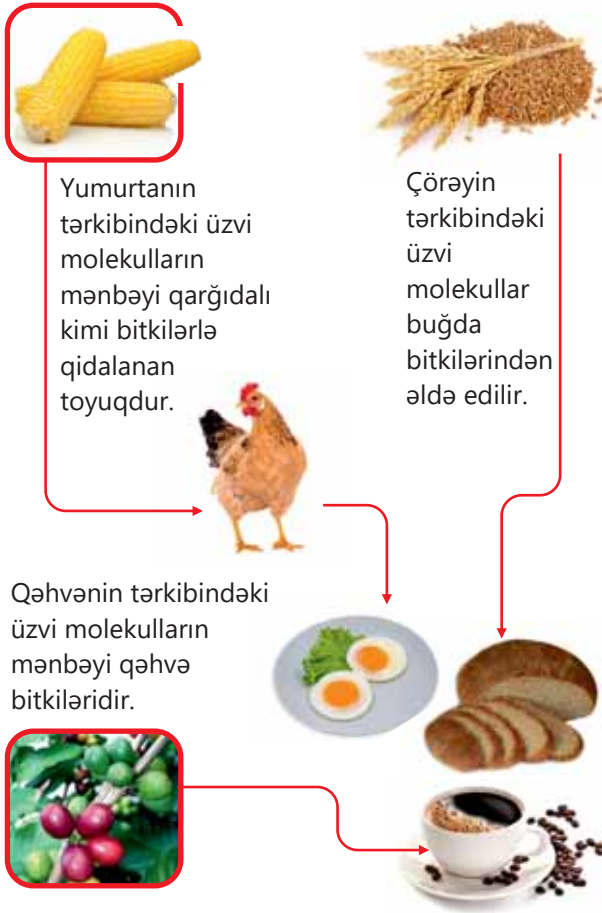 Yumurtanın
tərkibindəki üzvi
molekulların
mənbəyi qarğıdalı
kimi bitkilərlə
qidalanan
toyuqdur.
Çörəyin
tərkibindəki
üzvi
molekullar
buğda
bitkilərindən
əldə edilir.
Qəhvənin tərkibindəki
üzvi molekulların
mənbəyi qəhvə
bitkiləridir.